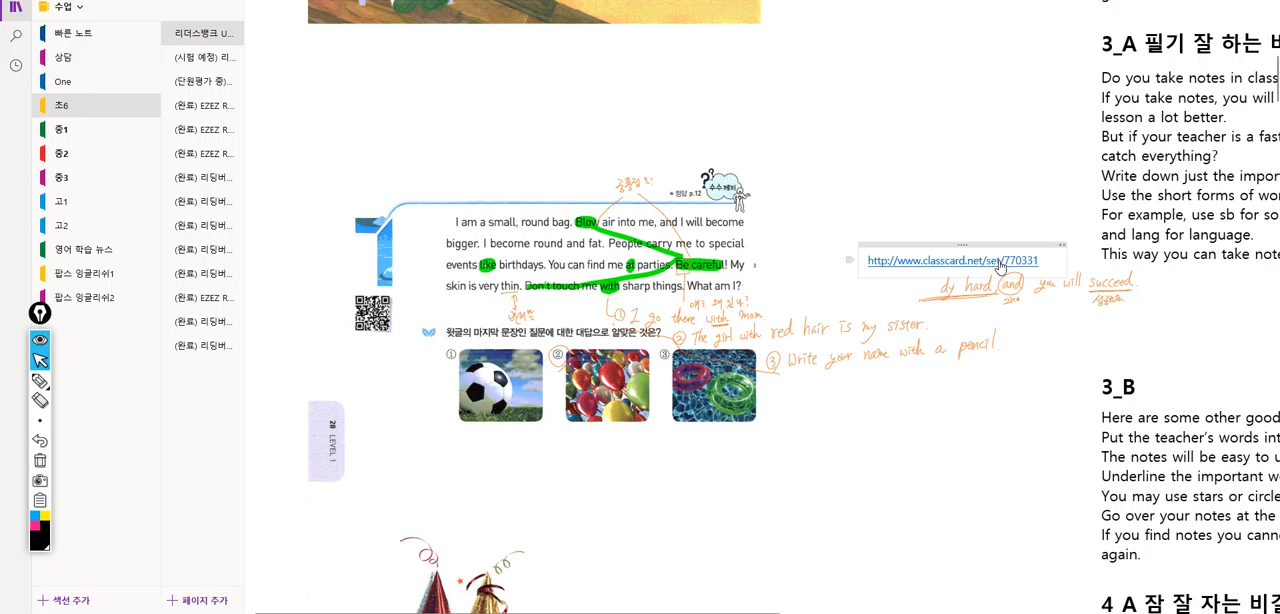 수업
빠른 노트
상담
One
초6
중1
중2
중3
고1
고2
영어 학습 뉴스
팝스 잉글리쉬1
팝스 잉글리쉬2
섹션 추가
리더스뱅크 U...
(시험 예정) 리...
(단원평가 중)...
(완료) EZEZ R...
(완료) EZEZ R...
(완료) EZEZ R...
(완료) 리딩버...
(완료) 리딩버...
(완료) 리딩버...
(완료) 리딩버...
(완료) 리딩버...
(완료) EZEZ R...
(완료) 리딩버...
(완료) 리딩버...
페이지 추가
공통점은?
정답 p.12
수수께끼
1
I am a small, round bag. Blow air into me, and I will become
bigger. I become round and fat. People carry me to special
events like birthdays. You can find me at parties. Be careful! My
skin is very thin. Don't touch me with sharp things. What am I?
3
① I go there with mom
② The girl with red hair is my sister.
③ Write your name with a pencil.
윗글의 마지막 문장인 질문에 대한 대답으로 알맞은 것은?
① ② ③
28 LEVEL 1
http://www.classcard.net/set/770331
dy hard and you will succeed.
3_A 필기 잘 하는
Do you take notes in class
If you take notes, you will
lesson a lot better.
But if your teacher is a fast
catch everything?
Write down just the impor
Use the short forms of wo
For example, use sb for so
and lang for language.
This way you can take note
3_B
Here are some other good
Put the teacher's words int
The notes will be easy to u
Underline the important w
You may use stars or circle
Go over your notes at the
If you find notes you canno
again.
4 A 잠 잘 자는 비결